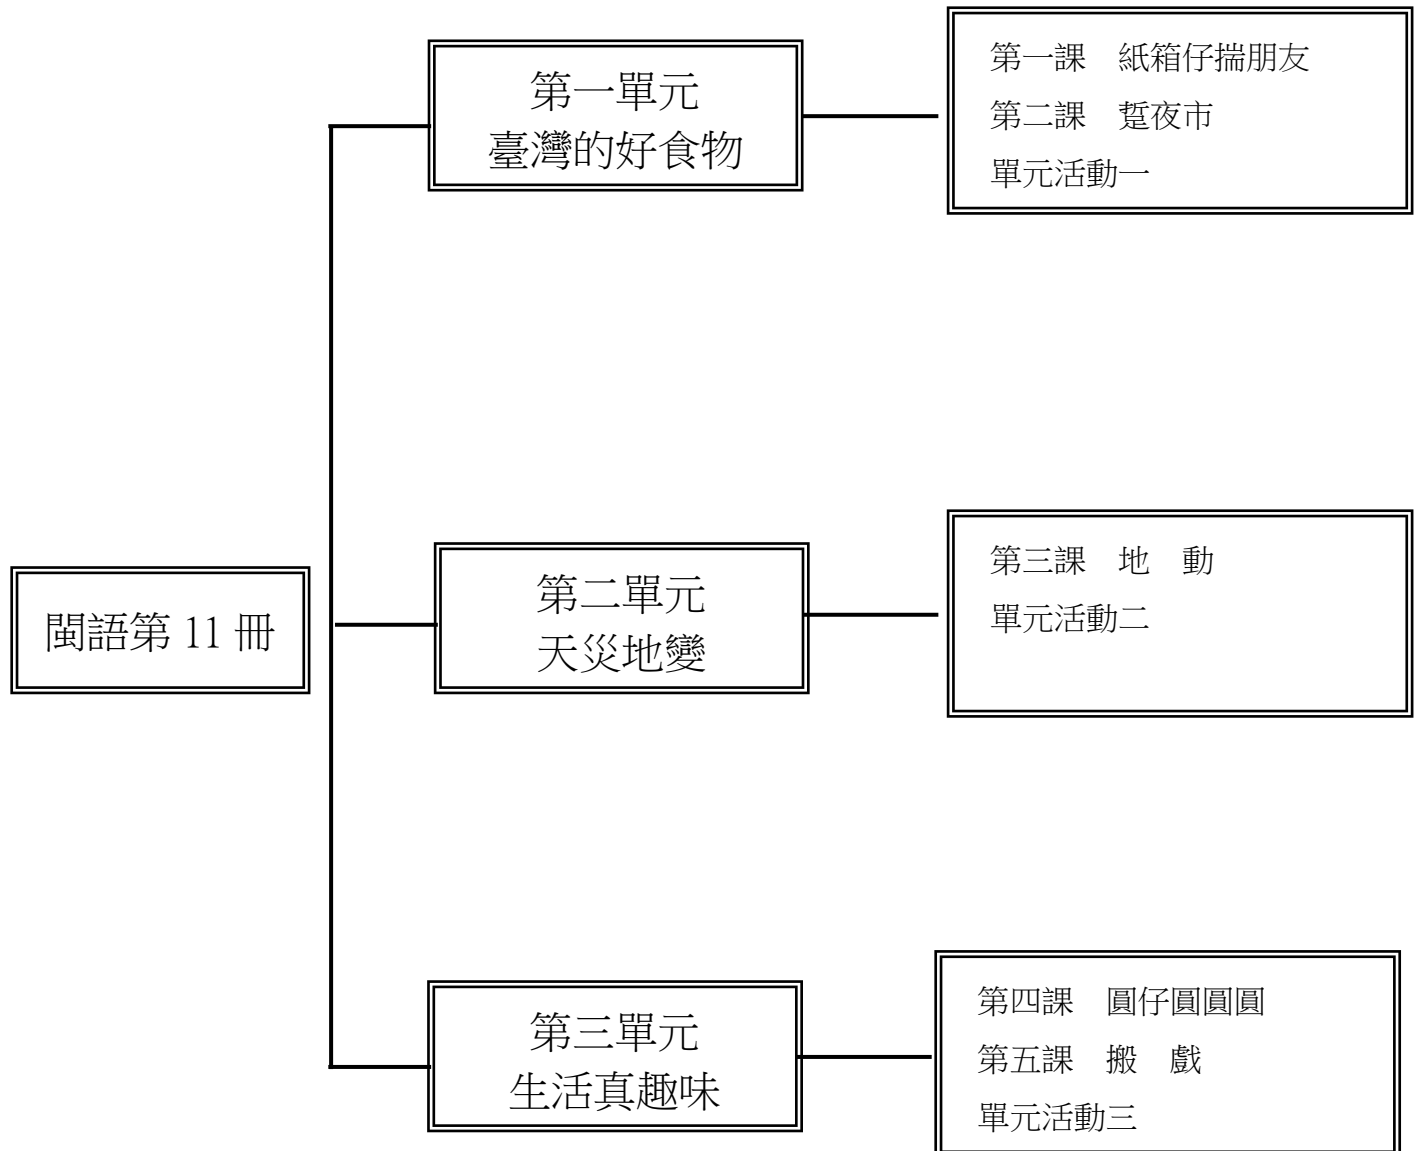 閩語第 11 冊
第一單元
臺灣的好食物
第一課　紙箱仔揣朋友
第二課　踅夜市
單元活動一
第二單元
天災地變
第三課　地　動
單元活動二
第三單元
生活真趣味
第四課　圓仔圓圓圓
第五課　搬　戲
單元活動三